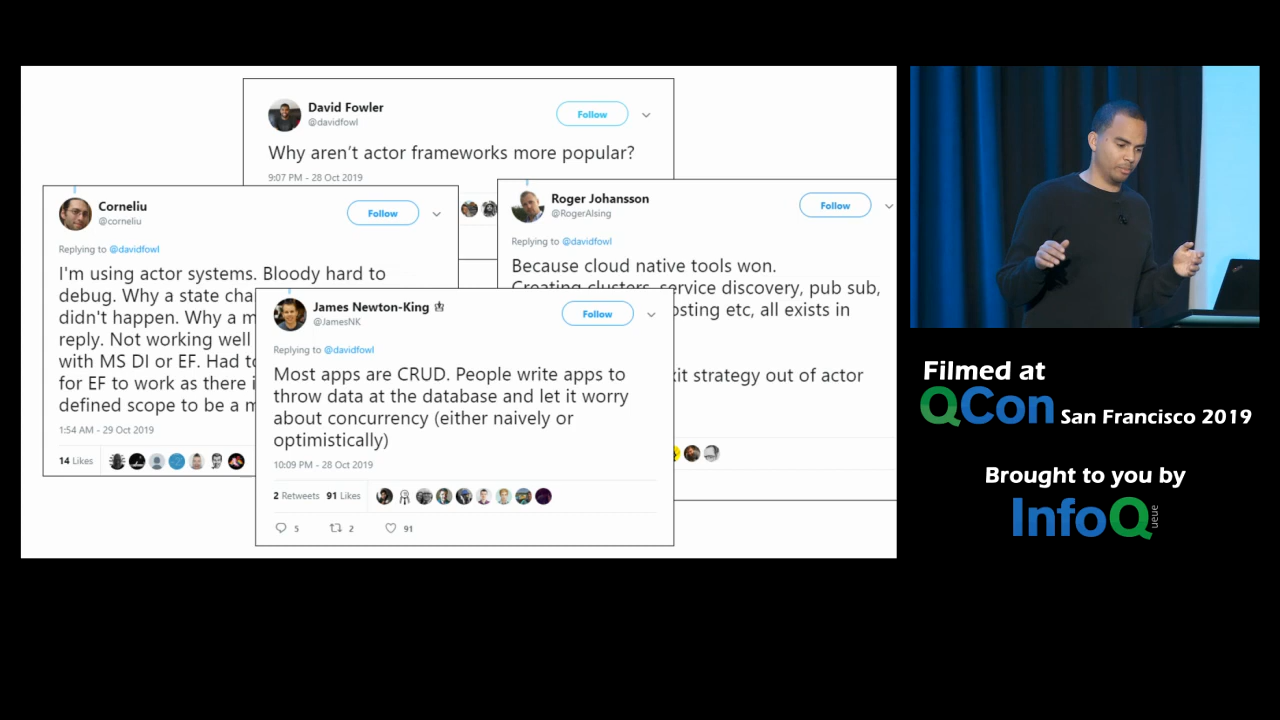 David Fowler
@davidfowl
Follow
Why aren't actor frameworks more popular?
9:07 PM - 28 Oct 2019
Corneliu
@corneliu
Follow
Replying to @davidfowl
I'm using actor systems. Bloody hard to
debug. Why a state cha
didn't happen. Why a m
reply. Not working well
with MS DI or EF. Had to
for EF to work as there i
defined scope to be a m
1:54 AM - 29 Oct 2019
14 Likes
Roger Johansson
@RogerAlsing
Follow
Replying to @davidfowl
Because cloud native tools won.
Creating clusters, service discovery, pub sub,
osting etc, all exists in
xit strategy out of actor
James Newton-King
@JamesNK
Follow
Replying to @davidfowl
Most apps are CRUD. People write apps to
throw data at the database and let it worry
about concurrency (either naively or
optimistically)
10:09 PM - 28 Oct 2019
2 Retweets 91 Likes
5 2 91
Filmed at
QCon San Francisco 2019
Brought to you by
InfoQueue